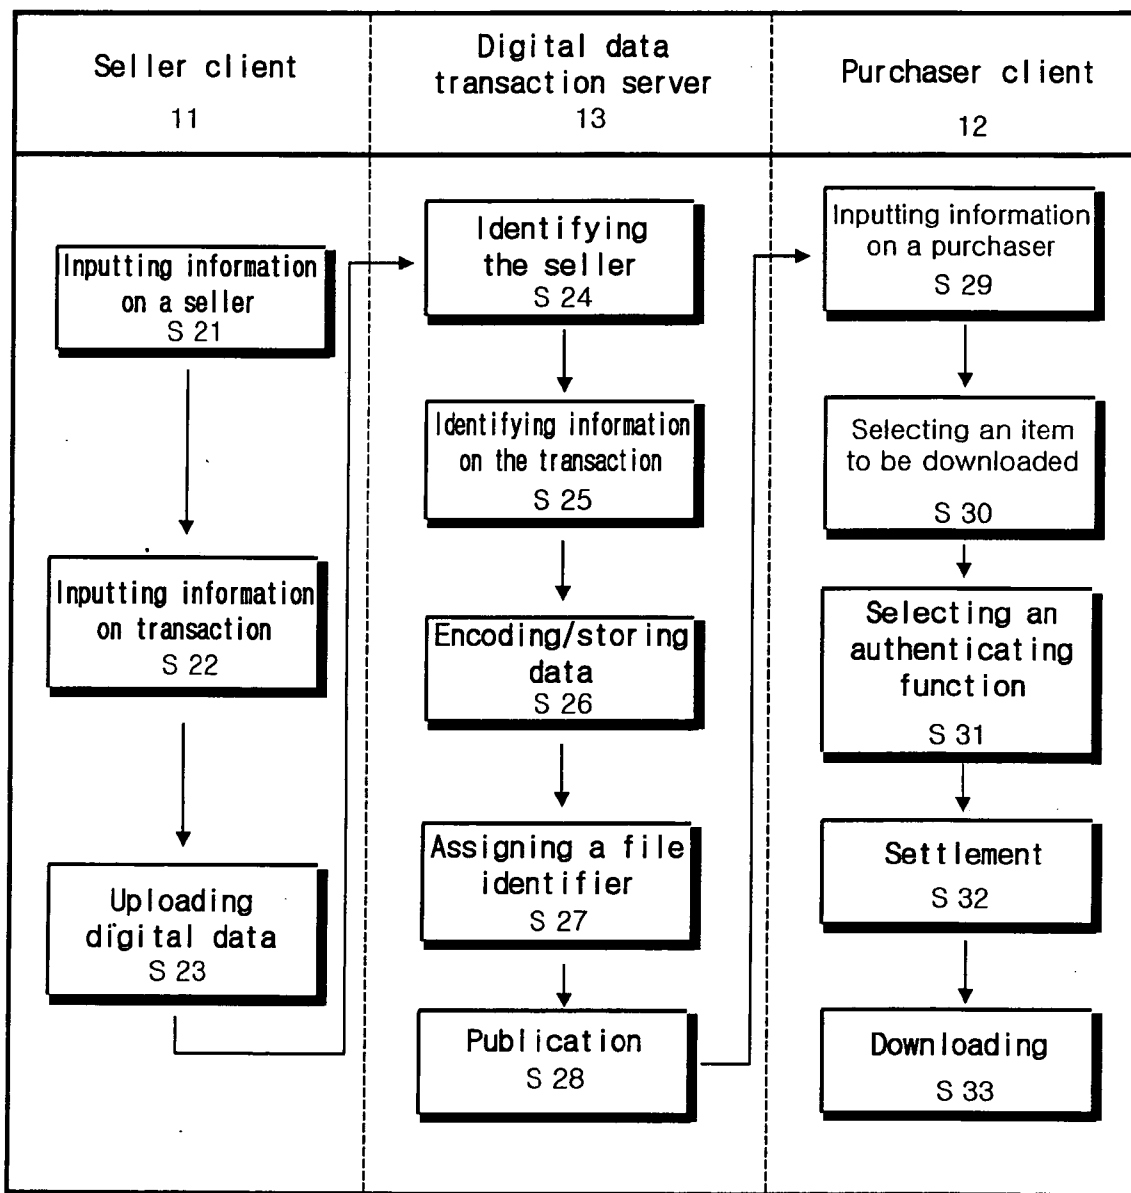 Seller client
11
Digital data
transaction server
13
Purchaser client
12
Inputting information
on a seller
S 21
Inputting information
on transaction
S 22
Uploading
digital data
S 23
Identifying
the seller
S 24
Identifying information
on the transaction
S 25
Encoding/storing
data
S 26
Assigning a file
identifier
S 27
Publication
S 28
Inputting information
on a purchaser
S 29
Selecting an item
to be downloaded
S 30
Selecting an
authenticating
function
S 31
Settlement
S 32
Downloading
S 33